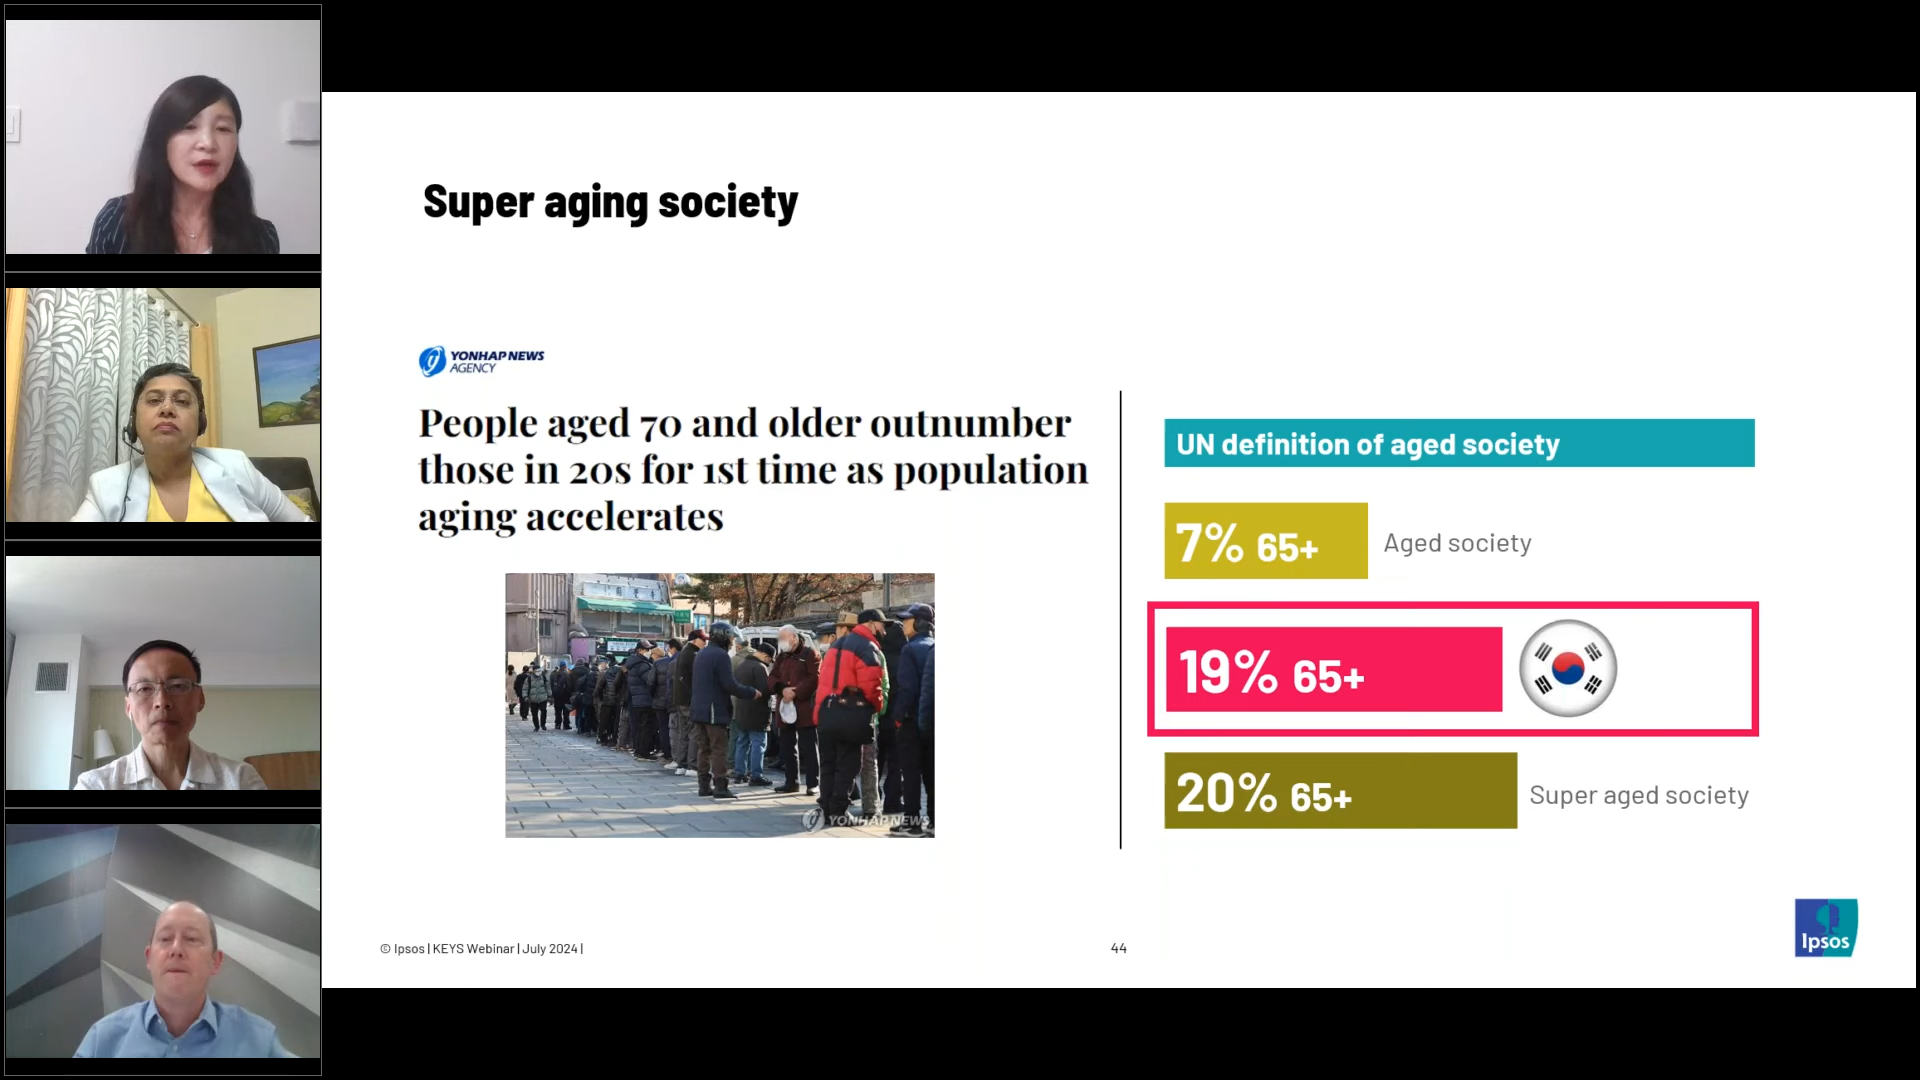 Super aging society
YONHAP NEWS
AGENCY
People aged 70 and older outnumber
those in 20s for 1st time as population
aging accelerates
YONHAP NEWS
UN definition of aged society
7% 65+ Aged society
19% 65+
20% 65+ Super aged society
© Ipsos | KEYS Webinar | July 2024 |
44
Ipsos